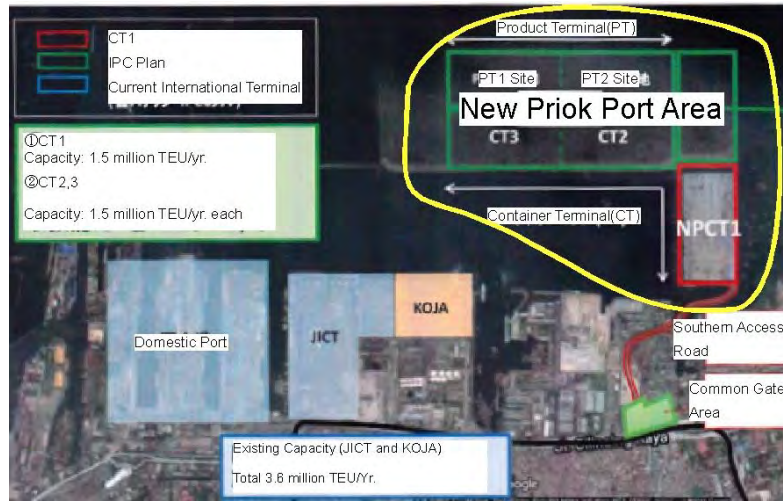 CT1
IPC Plan
Current International Terminal
①CT1
Capacity: 1.5 million TEU/yr.
②CT2,3
Capacity: 1.5 million TEU/yr. each
Product Terminal(PT)
PT1 Site
PT2 Site
New Priok Port Area
CT3
CT2
Container Terminal(CT)
NPCT1
Domestic Port
JICT
KOJA
Southern Access
Road
Common Gate
Area
Existing Capacity (JICT and KOJA)
Total 3.6 million TEU/Yr.